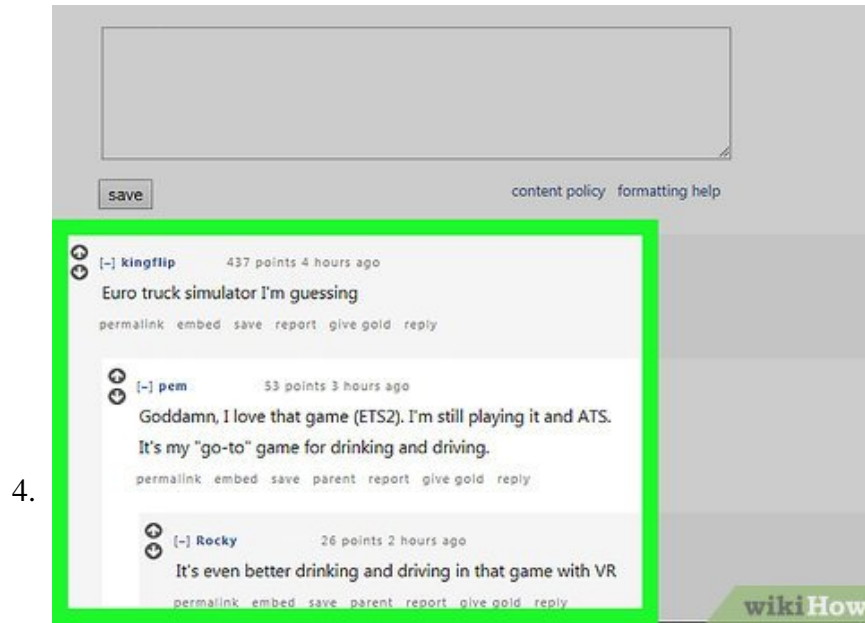 save
content policy formatting help
[-] kingflip 437 points 4 hours ago
Euro truck simulator I'm guessing
permalink embed save report give gold reply
[-] pem 53 points 3 hours ago
Goddamn, I love that game (ETS2). I'm still playing it and ATS.
It's my "go-to" game for drinking and driving.
permalink embed save parent report give gold reply
4.
[-] Rocky 26 points 2 hours ago
It's even better drinking and driving in that game with VR
permalink embed save parent report give gold reply
wikiHow